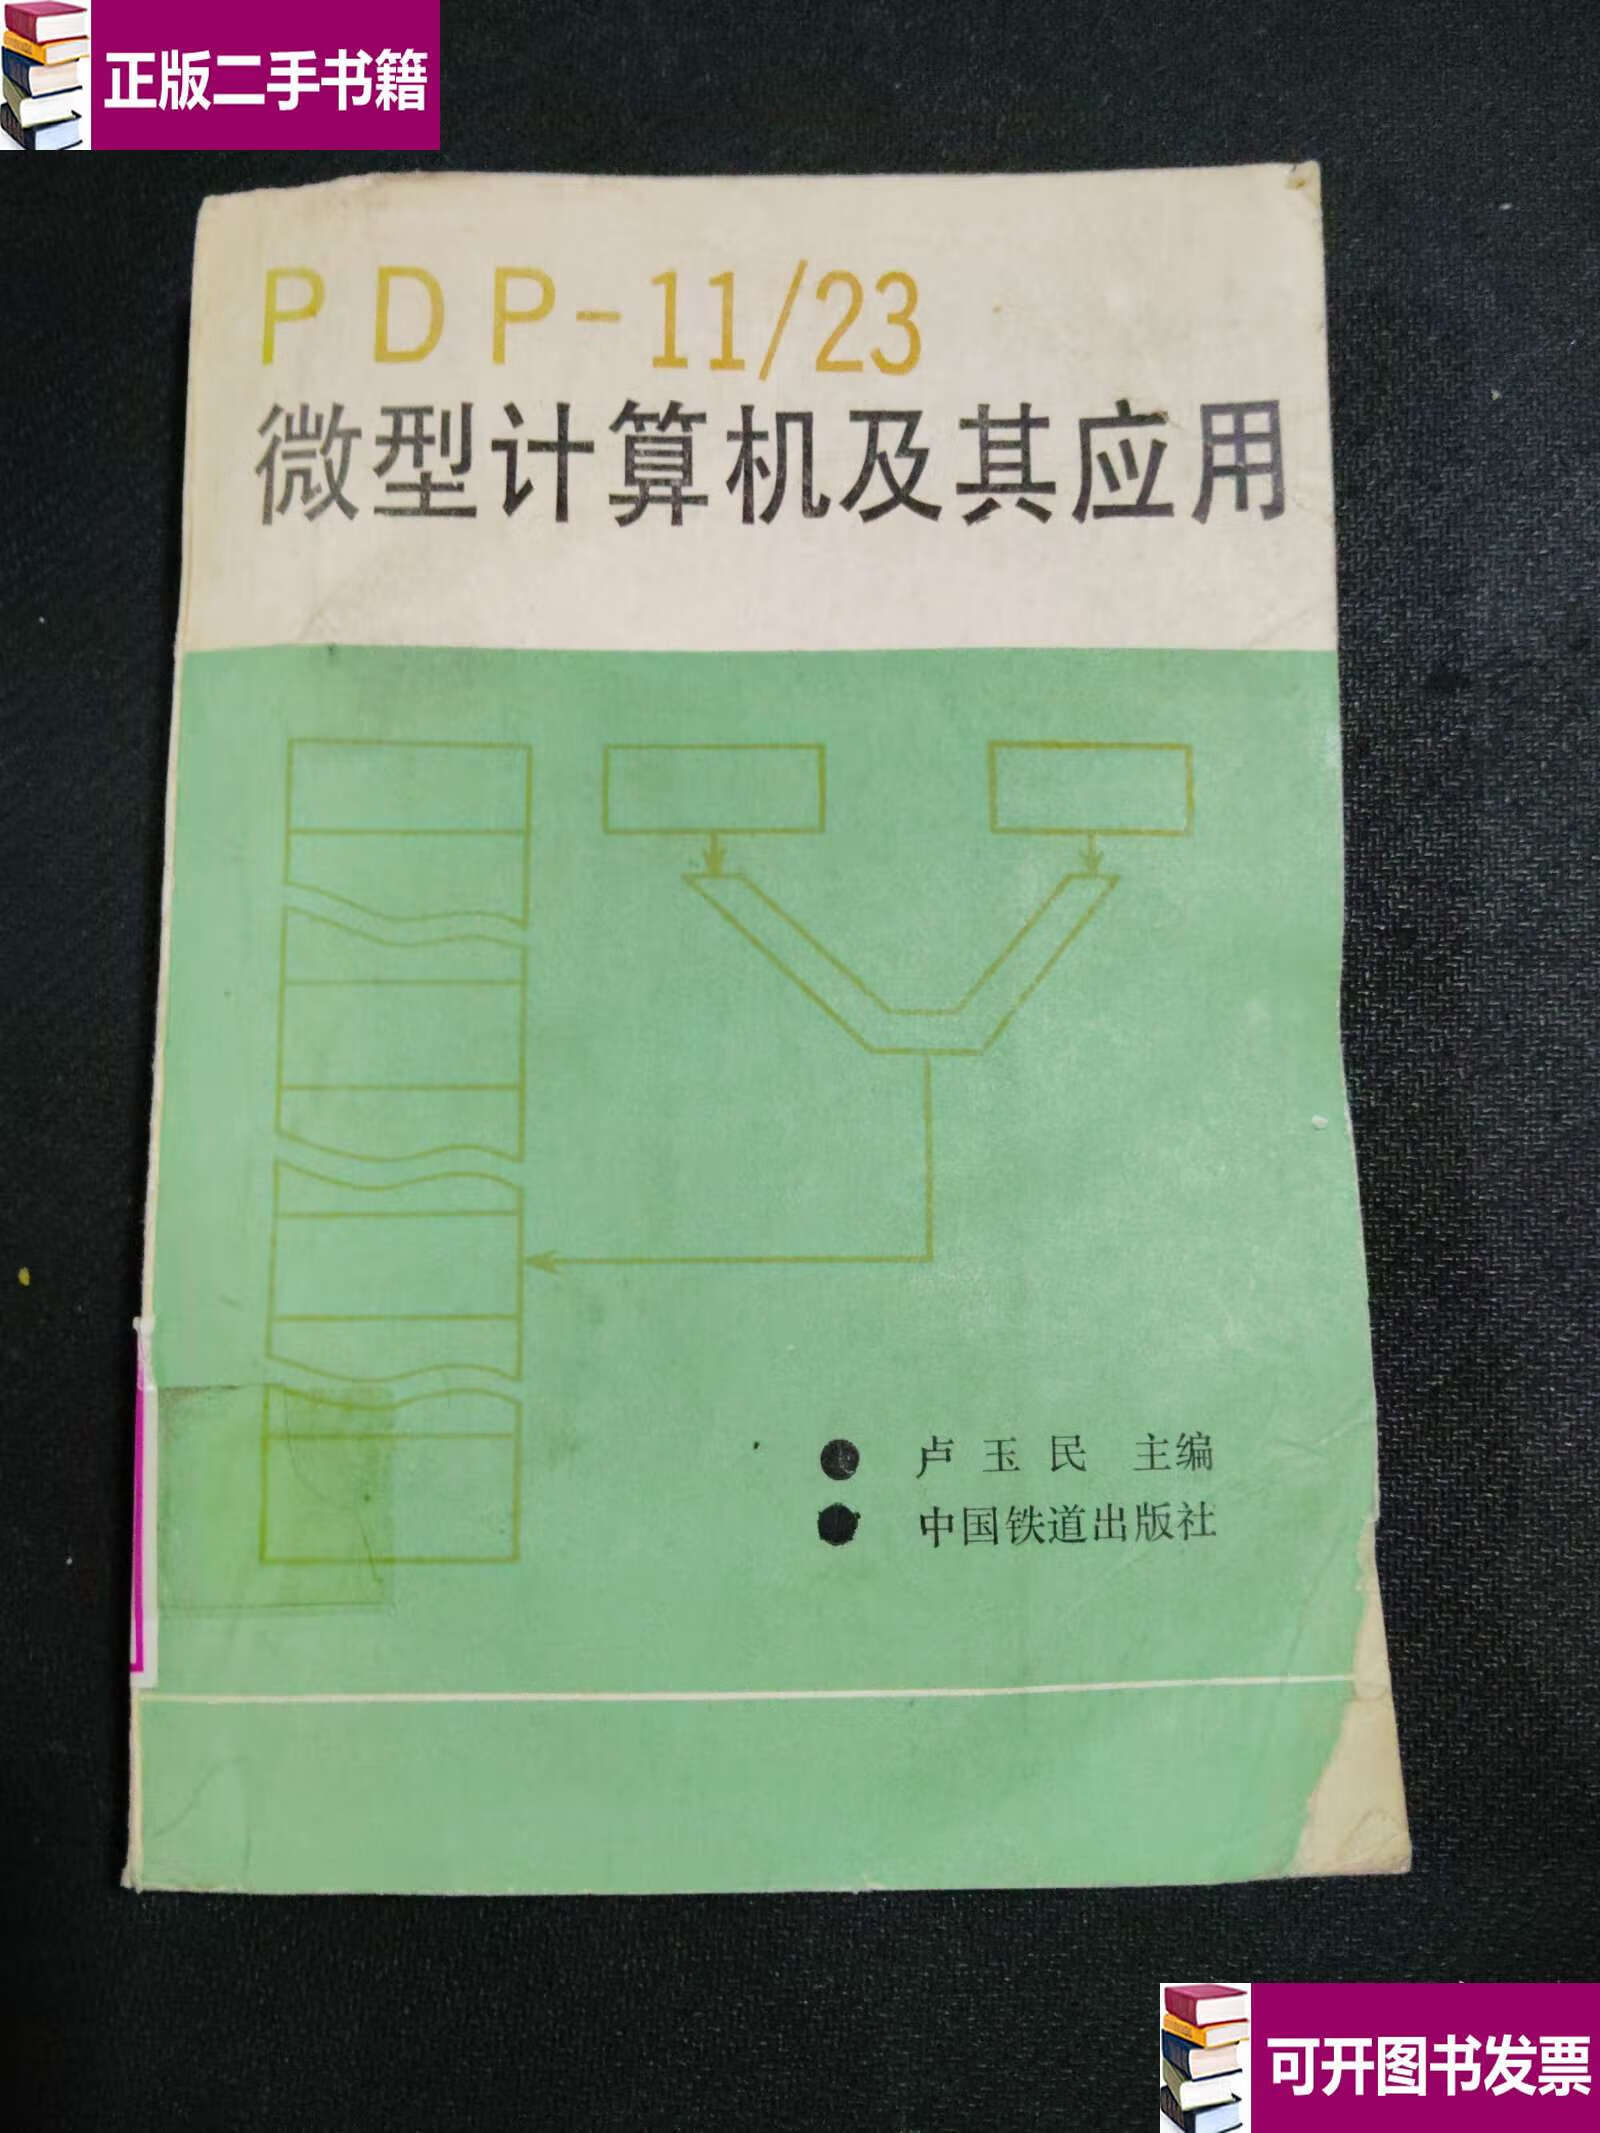 正版二手书籍
PDP-11/23
微型计算机及其应用
● 卢玉民 主编
● 中国铁道出版社
可开图书发票